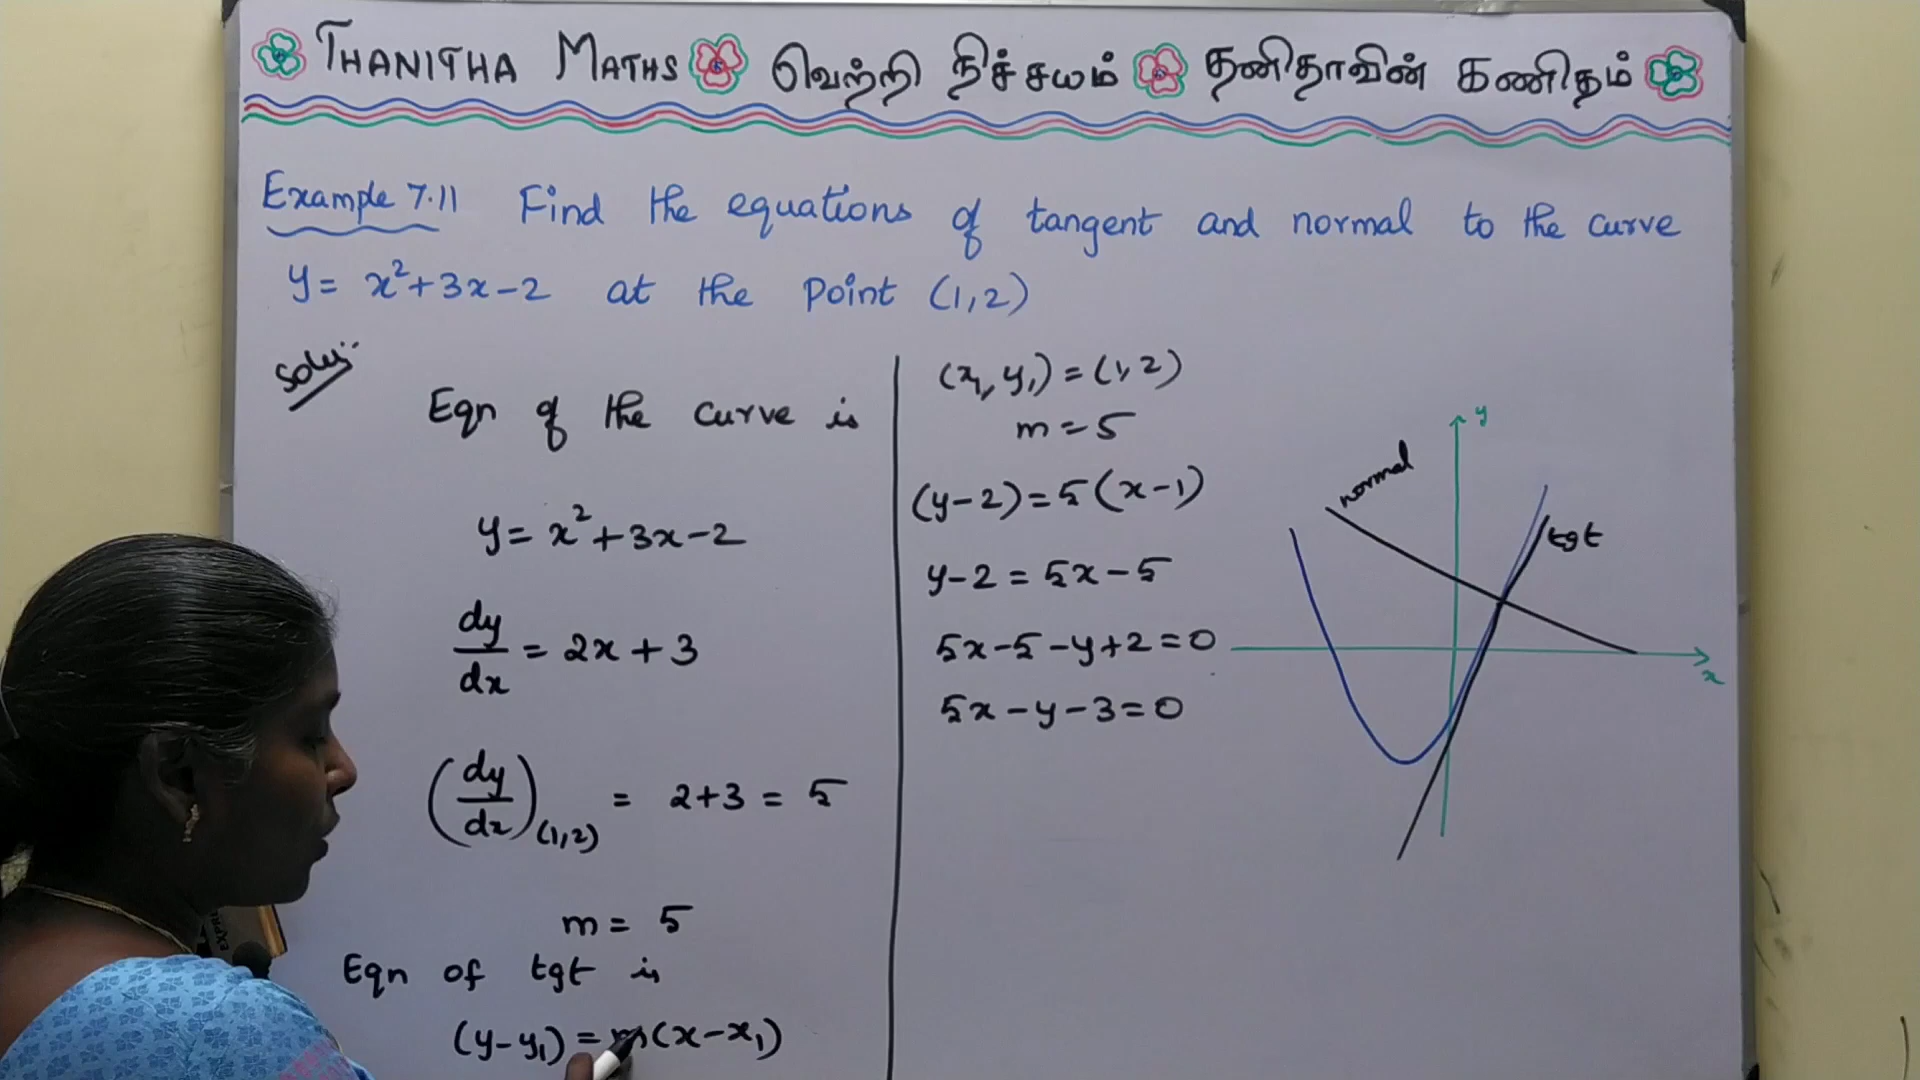 THANITHA MATHS வெற்றி நிச்சயம் தனிதாவின் கணிதம்
Example 7.11 Find the equations of tangent and normal to the curve
y = x² + 3x - 2 at the point (1,2)
Soln:
Eqn of the curve is
y = x² + 3x - 2
dy/dx = 2x + 3
(dy/dx)(1,2) = 2+3 = 5
m = 5
Eqn of tgt is
(y-y₁) = m(x-x₁)
(x₁, y₁) = (1,2)
m = 5
(y-2) = 5(x-1)
y-2 = 5x-5
5x-5-y+2=0
5x-y-3=0
y
normal
tgt
x